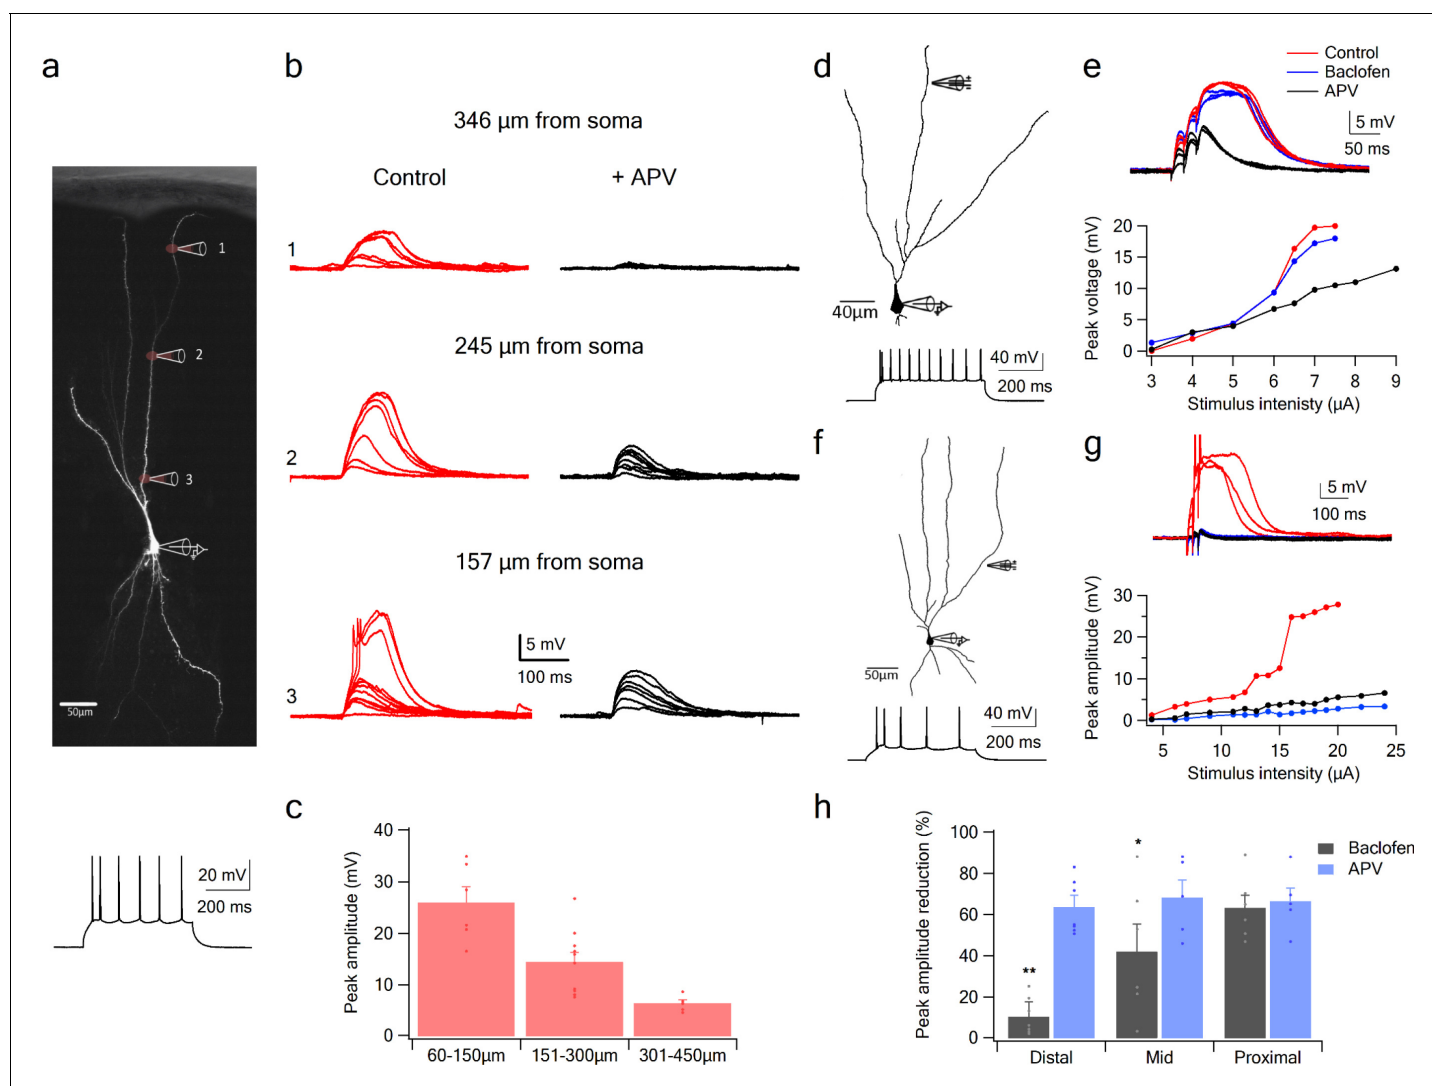 a
1
2
3
50µm
20 mV
200 ms
b
346 µm from soma
Control
+ APV
1
245 µm from soma
2
157 µm from soma
5 mV
100 ms
3
c
Peak amplitude (mV)
40
30
20
10
0
60-150µm
151-300µm
301-450µm
d
40µm
40 mV
200 ms
e
Control
Baclofen
APV
5 mV
50 ms
Peak voltage (mV)
20
15
10
5
0
3 4 5 6 7 8 9
Stimulus intenisty (µA)
f
50µm
40 mV
200 ms
g
5 mV
100 ms
Peak amplitude (mV)
30
20
10
0
5 10 15 20 25
Stimulus intensity (µA)
h
Peak amplitude reduction (%)
100
80
60
40
20
0
**
*
Baclofen
APV
Distal
Mid
Proximal